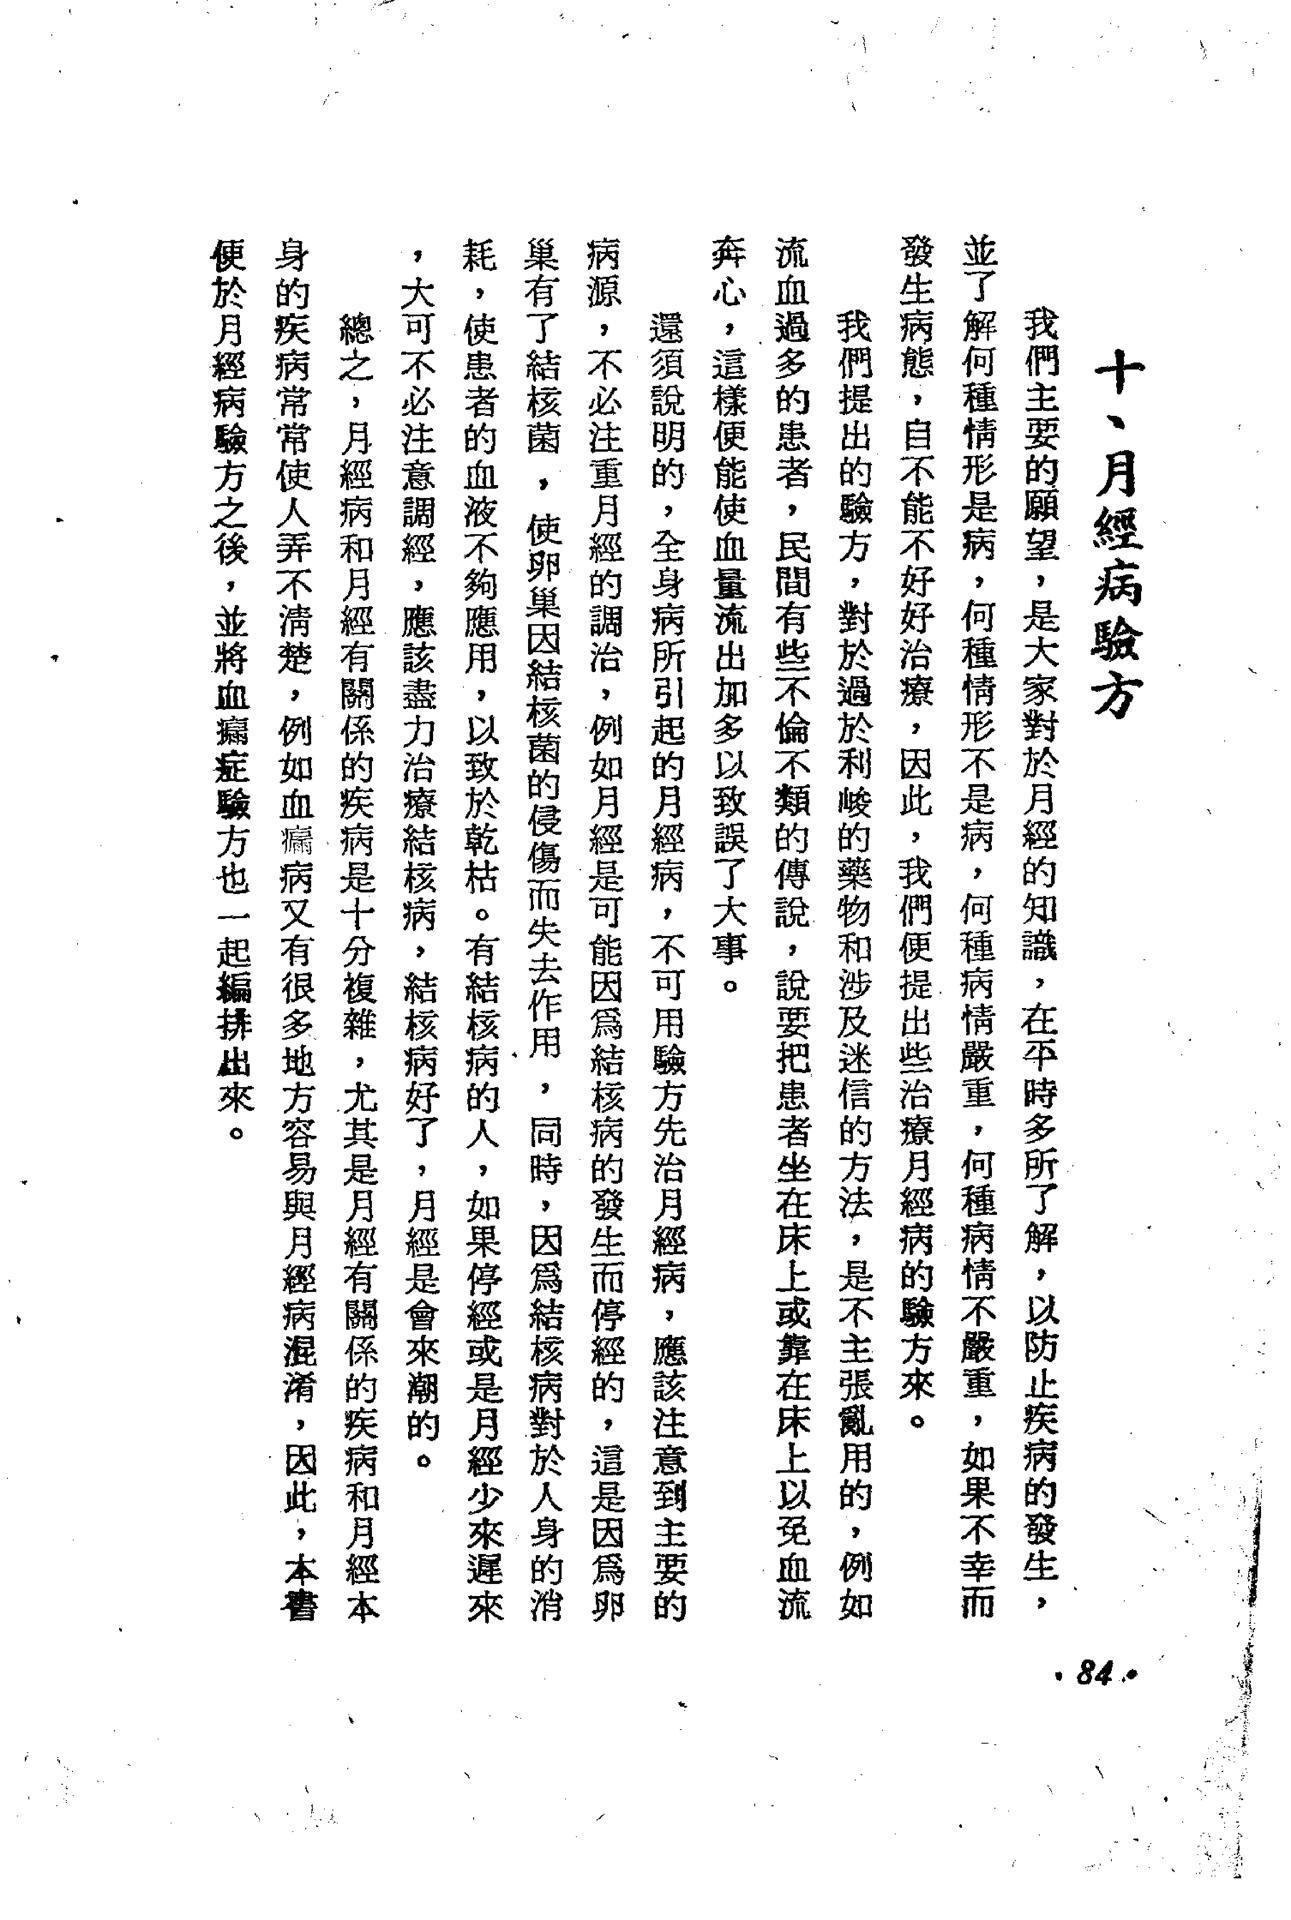 十、月經病驗方
我們主要的願望，是大家對於月經的知識，在平時多所了解，以防止疾病的發生，
並了解何種情形是病，何種情形不是病，何種病情嚴重，何種病情不嚴重，如果不幸而
發生病態，自不能不好好治療，因此，我們便提出些治療月經病的驗方來。
我們提出的驗方，對於過於利峻的藥物和涉及迷信的方法，是不主張亂用的，例如
流血過多的患者，民間有些不倫不類的傳說，說要把患者坐在床上或靠在床上以免血流
奔心，這樣便能使血量流出加多以致誤了大事。
還須說明的，全身病所引起的月經病，不可用驗方先治月經病，應該注意到主要的
病源，不必注重月經的調治，例如月經是可能因爲結核病的發生而停經的，這是因爲卵
巢有了結核菌，使卵巢因結核菌的侵傷而失去作用，同時，因爲結核病對於人身的消
耗，使患者的血液不夠應用，以致於乾枯。有結核病的人，如果停經或是月經少來遲來
，大可不必注意調經，應該盡力治療結核病，結核病好了，月經是會來潮的。
總之，月經病和月經有關係的疾病是十分複雜，尤其是月經有關係的疾病和月經本
身的疾病常常使人弄不淸楚，例如血癟病又有很多地方容易與月經病混淆，因此，本書
便於月經病驗方之後，並將血癟症驗方也一起編排出來。
·84·